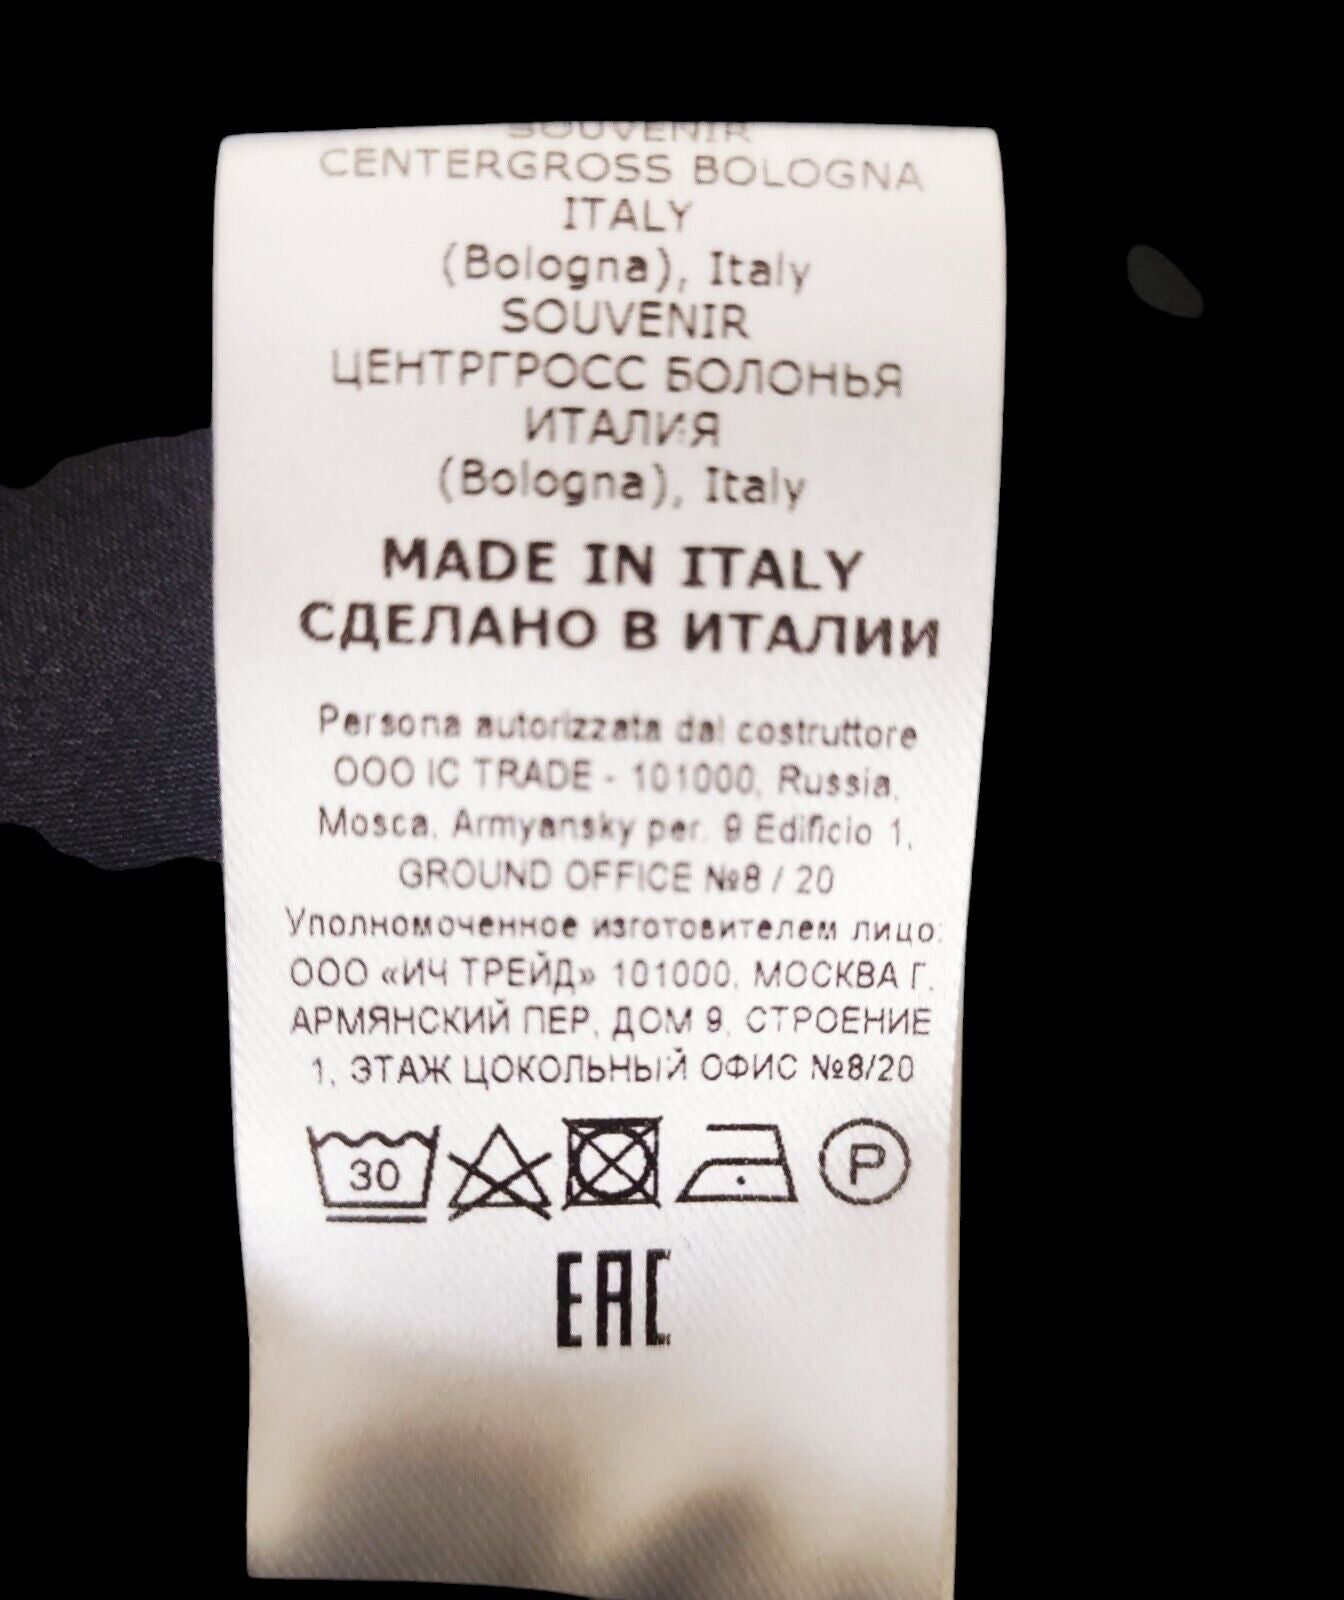 SOUVENIR
CENTERGROSS BOLOGNA
ITALY
(Bologna), Italy
SOUVENIR
ЦЕНТРГРОСС БОЛОНЬЯ
ИТАЛИЯ
(Bologna), Italy
MADE IN ITALY
СДЕЛАНО В ИТАЛИИ
Persona autorizzata dal costruttore
OOO IC TRADE - 101000, Russia,
Mosca, Armyansky per. 9 Edificio 1,
GROUND OFFICE №8 / 20
Уполномоченное изготовителем лицо:
ООО «ИЧ ТРЕЙД» 101000, МОСКВА Г,
АРМЯНСКИЙ ПЕР, ДОМ 9, СТРОЕНИЕ
1, ЭТАЖ ЦОКОЛЬНЫЙ ОФИС №8/20
30 P
EAC